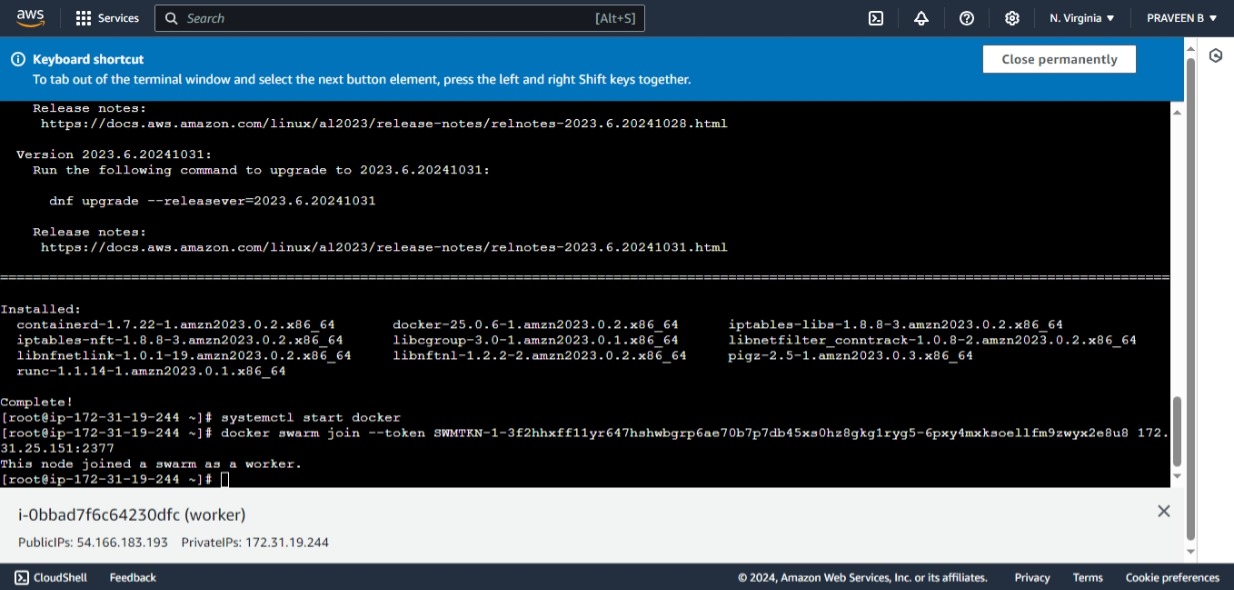 aws Services Search [Alt+S] N. Virginia ▼ PRAVEEN B ▼
Keyboard shortcut
To tab out of the terminal window and select the next button element, press the left and right Shift keys together.
Close permanently
Release notes:
https://docs.aws.amazon.com/linux/al2023/release-notes/relnotes-2023.6.20241028.html
Version 2023.6.20241031:
Run the following command to upgrade to 2023.6.20241031:
dnf upgrade --releasever=2023.6.20241031
Release notes:
https://docs.aws.amazon.com/linux/al2023/release-notes/relnotes-2023.6.20241031.html
Installed:
containerd-1.7.22-1.amzn2023.0.2.x86_64 docker-25.0.6-1.amzn2023.0.2.x86_64 iptables-libs-1.8.8-3.amzn2023.0.2.x86_64
iptables-nft-1.8.8-3.amzn2023.0.2.x86_64 libcgroup-3.0-1.amzn2023.0.1.x86_64 libnetfilter_conntrack-1.0.8-2.amzn2023.0.2.x86_64
libnfnetlink-1.0.1-19.amzn2023.0.2.x86_64 libnftnl-1.2.2-2.amzn2023.0.2.x86_64 pigz-2.5-1.amzn2023.0.3.x86_64
runc-1.1.14-1.amzn2023.0.1.x86_64
Complete!
[root@ip-172-31-19-244 ~]# systemctl start docker
[root@ip-172-31-19-244 ~]# docker swarm join --token SWMTKN-1-3f2hhxff11yr647hshwbgrp6ae70b7p7db45xs0hz8gkg1ryg5-6pxy4mxksoellfm9zwyx2e8u8 172.
31.25.151:2377
This node joined a swarm as a worker.
[root@ip-172-31-19-244 ~]#
i-0bbad7f6c64230dfc (worker)
PublicIPs: 54.166.183.193 PrivateIPs: 172.31.19.244
CloudShell Feedback © 2024, Amazon Web Services, Inc. or its affiliates. Privacy Terms Cookie preferences